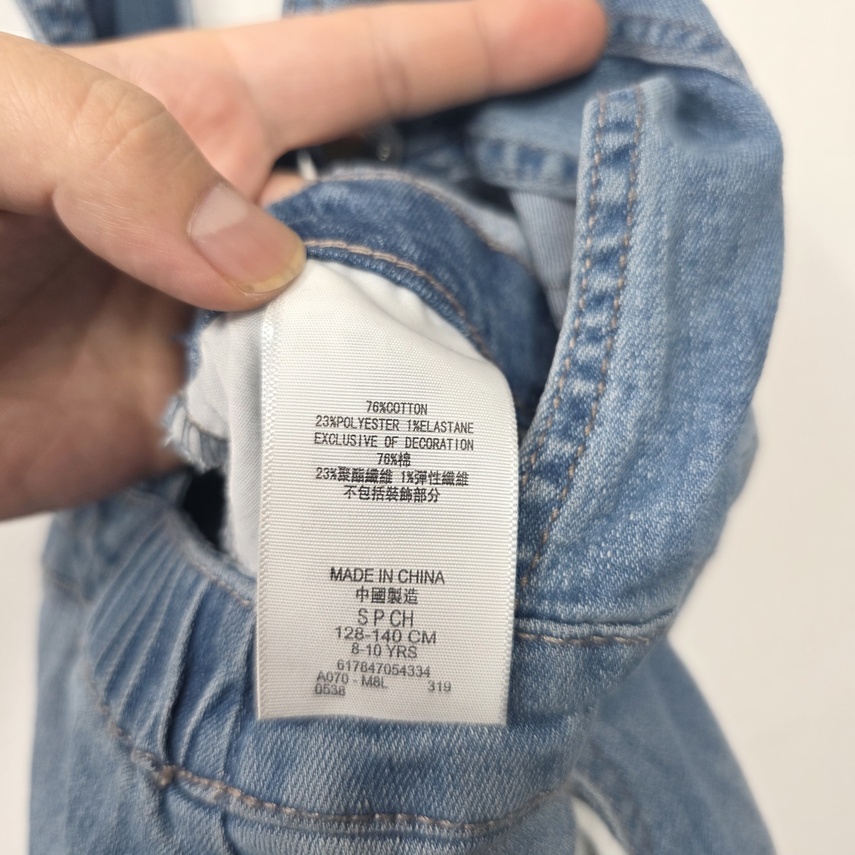 76%COTTON
23%POLYESTER 1%ELASTANE
EXCLUSIVE OF DECORATION
76%棉
23%聚酯纖維 1%彈性纖維
不包括裝飾部分
MADE IN CHINA
中國製造
S P CH
128-140 CM
8-10 YRS
617847054334
A070 - M8L 319
0538